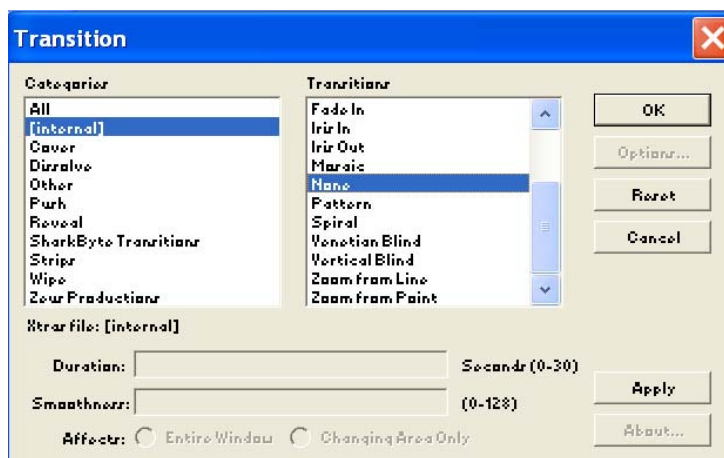 Transition
Categories
All
[internal]
Cover
Dissolve
Other
Push
Reveal
SharkByte Transitions
Strips
Wipe
Zeus Productions
Transitions
Fade In
Iris In
Iris Out
Mosaic
None
Pattern
Spiral
Venetian Blind
Vertical Blind
Zoom from Line
Zoom from Point
OK
Options...
Reset
Cancel
Xtras file: [internal]
Duration: Seconds (0-30)
Smoothness: (0-128)
Affects: Entire Window Changing Area Only
Apply
About...